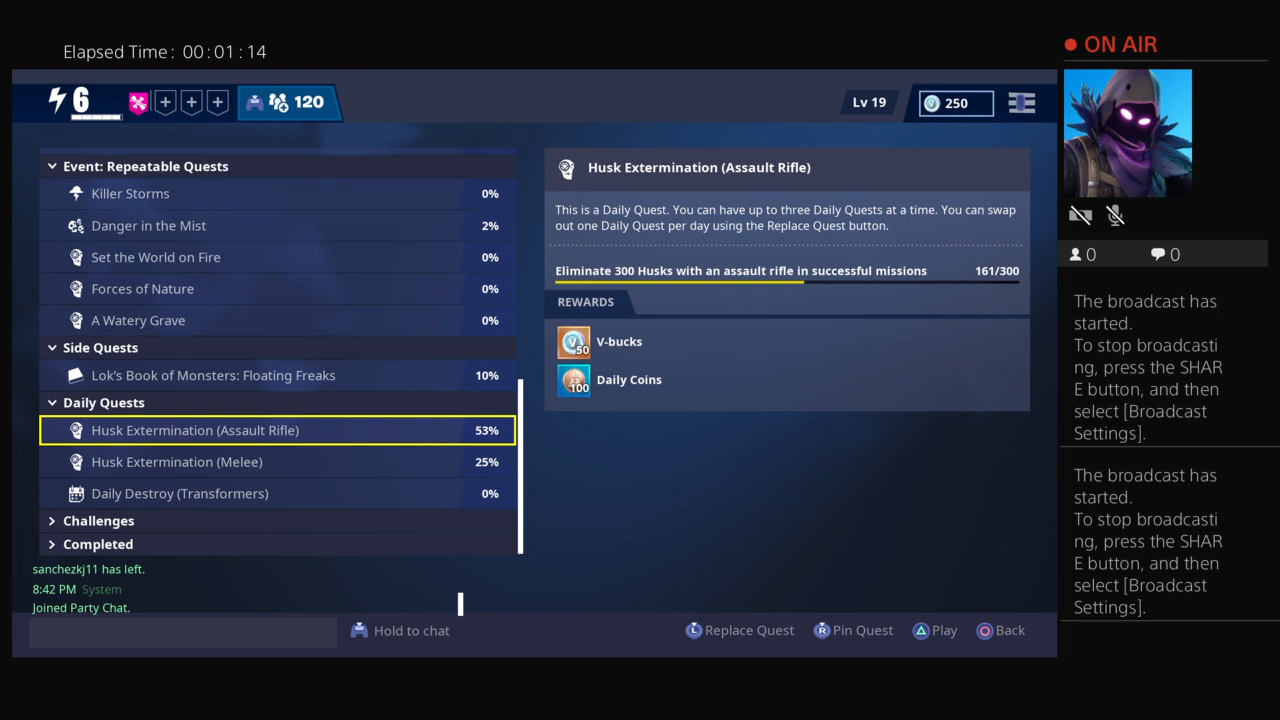 Elapsed Time: 00:01:14
ON AIR
6
120
Lv 19
250
Event: Repeatable Quests
Killer Storms 0%
Danger in the Mist 2%
Set the World on Fire 0%
Forces of Nature 0%
A Watery Grave 0%
Side Quests
Lok's Book of Monsters: Floating Freaks 10%
Daily Quests
Husk Extermination (Assault Rifle) 53%
Husk Extermination (Melee) 25%
Daily Destroy (Transformers) 0%
Challenges
Completed
sanchezkj11 has left.
8:42 PM System
Joined Party Chat.
Hold to chat
Husk Extermination (Assault Rifle)
This is a Daily Quest. You can have up to three Daily Quests at a time. You can swap
out one Daily Quest per day using the Replace Quest button.
Eliminate 300 Husks with an assault rifle in successful missions 161/300
REWARDS
50 V-bucks
100 Daily Coins
L Replace Quest
R Pin Quest
Play
Back
0 0
The broadcast has
started.
To stop broadcasti
ng, press the SHAR
E button, and then
select [Broadcast
Settings].
The broadcast has
started.
To stop broadcasti
ng, press the SHAR
E button, and then
select [Broadcast
Settings].